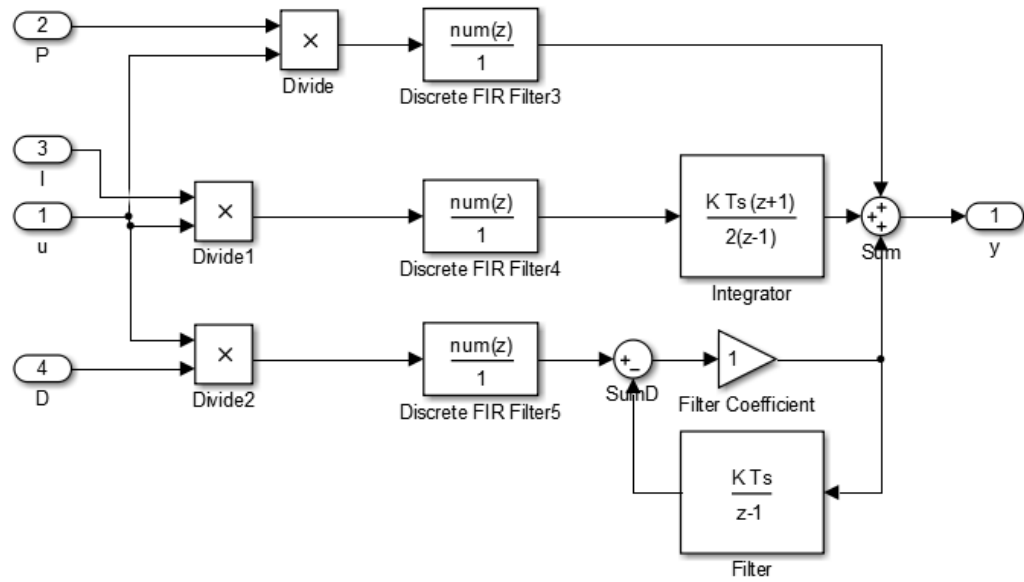 2
P
×
Divide
num(z)
1
Discrete FIR Filter3
3
I
1
u
×
Divide1
num(z)
1
Discrete FIR Filter4
K Ts (z+1)
2(z-1)
Integrator
+
+
+
Sum
1
y
4
D
×
Divide2
num(z)
1
Discrete FIR Filter5
+
−
SumD
1
Filter Coefficient
K Ts
z-1
Filter